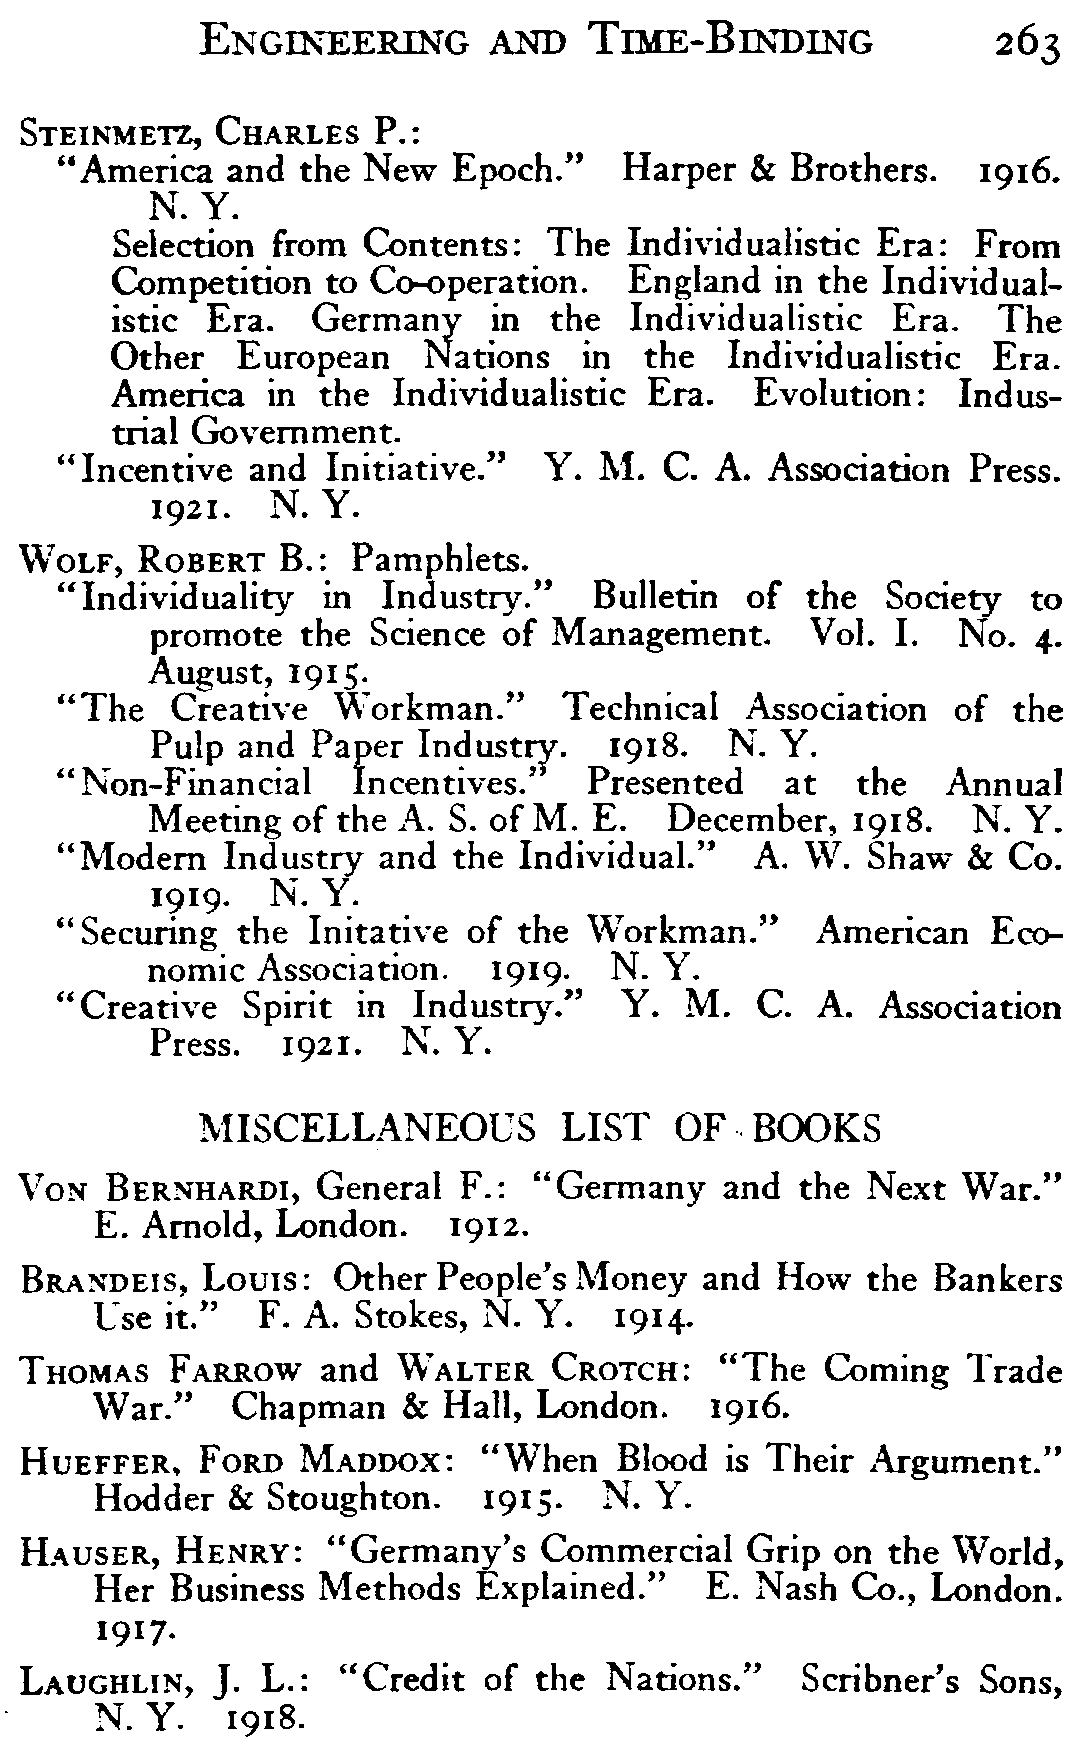 ENGINEERING AND TIME-BINDING 263
STEINMETZ, CHARLES P.:
"America and the New Epoch." Harper & Brothers. 1916.
N. Y.
Selection from Contents: The Individualistic Era: From
Competition to Co-operation. England in the Individual-
istic Era. Germany in the Individualistic Era. The
Other European Nations in the Individualistic Era.
America in the Individualistic Era. Evolution: Indus-
trial Government.
"Incentive and Initiative." Y. M. C. A. Association Press.
1921. N. Y.
WOLF, ROBERT B.: Pamphlets.
"Individuality in Industry." Bulletin of the Society to
promote the Science of Management. Vol. I. No. 4.
August, 1915.
"The Creative Workman." Technical Association of the
Pulp and Paper Industry. 1918. N. Y.
"Non-Financial Incentives." Presented at the Annual
Meeting of the A. S. of M. E. December, 1918. N. Y.
"Modern Industry and the Individual." A. W. Shaw & Co.
1919. N. Y.
"Securing the Initative of the Workman." American Eco-
nomic Association. 1919. N. Y.
"Creative Spirit in Industry." Y. M. C. A. Association
Press. 1921. N. Y.
MISCELLANEOUS LIST OF BOOKS
VON BERNHARDI, General F.: "Germany and the Next War."
E. Arnold, London. 1912.
BRANDEIS, LOUIS: Other People's Money and How the Bankers
Use it." F. A. Stokes, N. Y. 1914.
THOMAS FARROW and WALTER CROTCH: "The Coming Trade
War." Chapman & Hall, London. 1916.
HUEFFER, FORD MADDOX: "When Blood is Their Argument."
Hodder & Stoughton. 1915. N. Y.
HAUSER, HENRY: "Germany's Commercial Grip on the World,
Her Business Methods Explained." E. Nash Co., London.
1917.
LAUGHLIN, J. L.: "Credit of the Nations." Scribner's Sons,
N. Y. 1918.